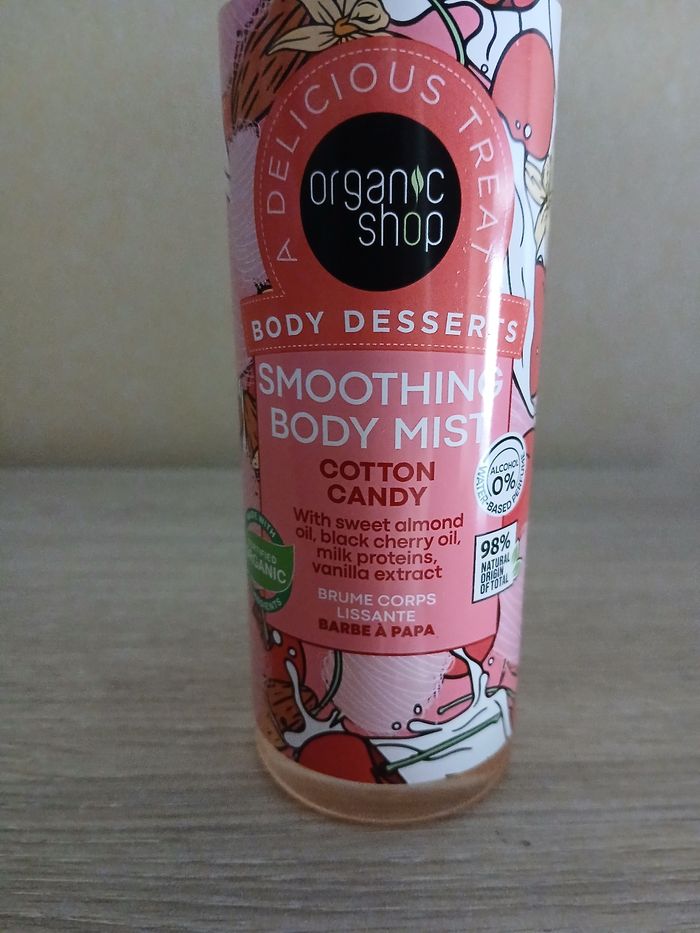 A DELICIOUS TREAT
organic
shop
BODY DESSERTS
SMOOTHING
BODY MIST
COTTON
CANDY
With sweet almond
oil, black cherry oil,
milk proteins,
vanilla extract
BRUME CORPS
LISSANTE
BARBE À PAPA
ALCOHOL
0%
WATER-BASED PERFUME
98%
NATURAL
ORIGIN
OF TOTAL
WITH